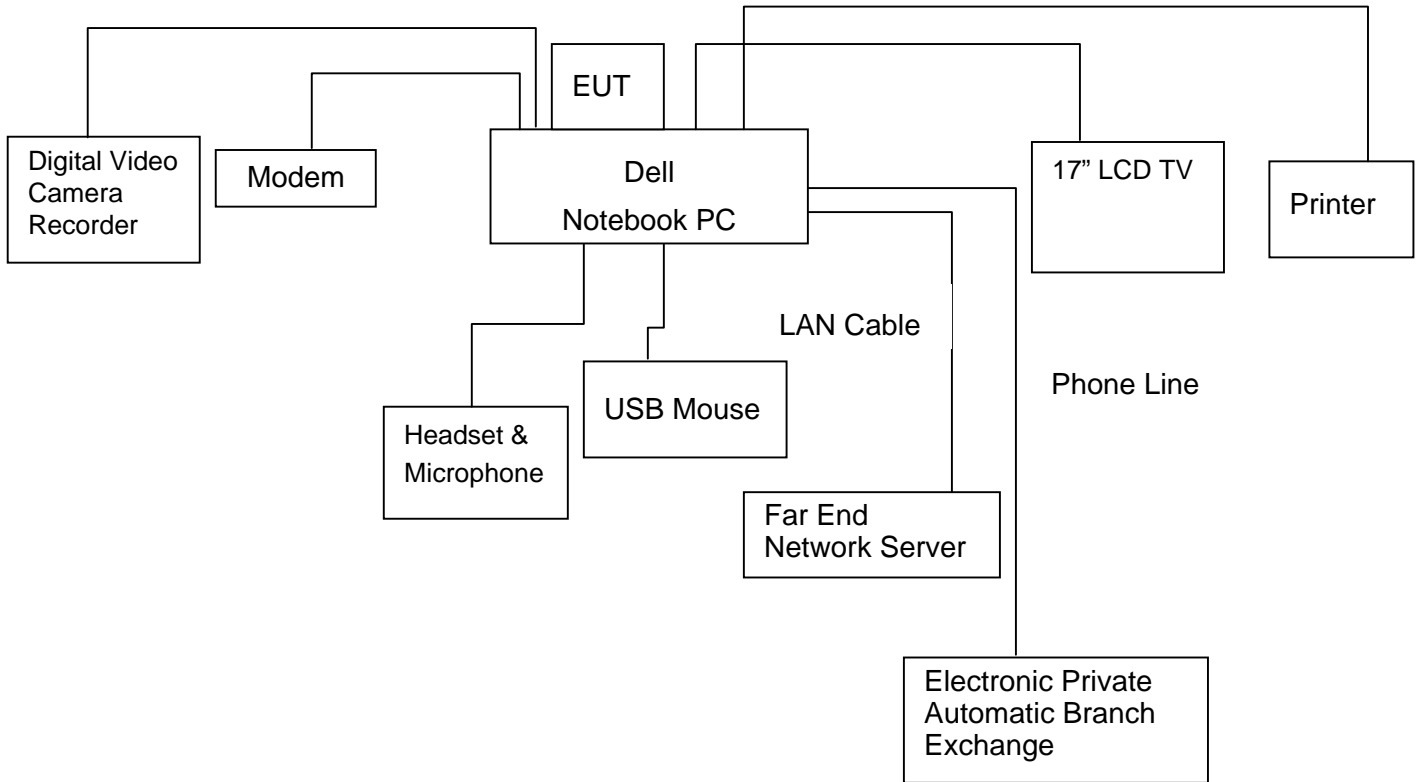 EUT
Digital Video
Camera
Recorder
Modem
Dell
Notebook PC
17” LCD TV
Printer
LAN Cable
Phone Line
USB Mouse
Headset &
Microphone
Far End
Network Server
Electronic Private
Automatic Branch
Exchange